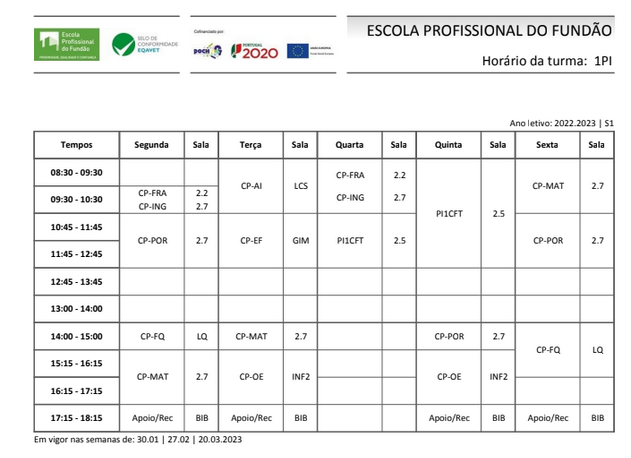 Escola
Profissional
do Fundão
SELO DE
CONFORMIDADE
EQAVET
Cofinanciado por
POCH
PORTUGAL
2020
ESCOLA PROFISSIONAL DO FUNDÃO
Horário da turma: 1PI
Ano letivo: 2022.2023 | S1
Tempos Segunda Sala Terça Sala Quarta Sala Quinta Sala Sexta Sala
08:30 - 09:30 CP-AI LCS CP-FRA 2.2 PI1CFT 2.5 CP-MAT 2.7
09:30 - 10:30 CP-FRA 2.2 CP-ING 2.7
CP-ING 2.7
10:45 - 11:45 CP-POR 2.7 CP-EF GIM PI1CFT 2.5 CP-POR 2.7
11:45 - 12:45
12:45 - 13:45
13:00 - 14:00
14:00 - 15:00 CP-FQ LQ CP-MAT 2.7 CP-POR 2.7 CP-FQ LQ
15:15 - 16:15 CP-MAT 2.7 CP-OE INF2 CP-OE INF2
16:15 - 17:15
17:15 - 18:15 Apoio/Rec BIB Apoio/Rec BIB Apoio/Rec BIB Apoio/Rec BIB
Em vigor nas semanas de: 30.01 | 27.02 | 20.03.2023